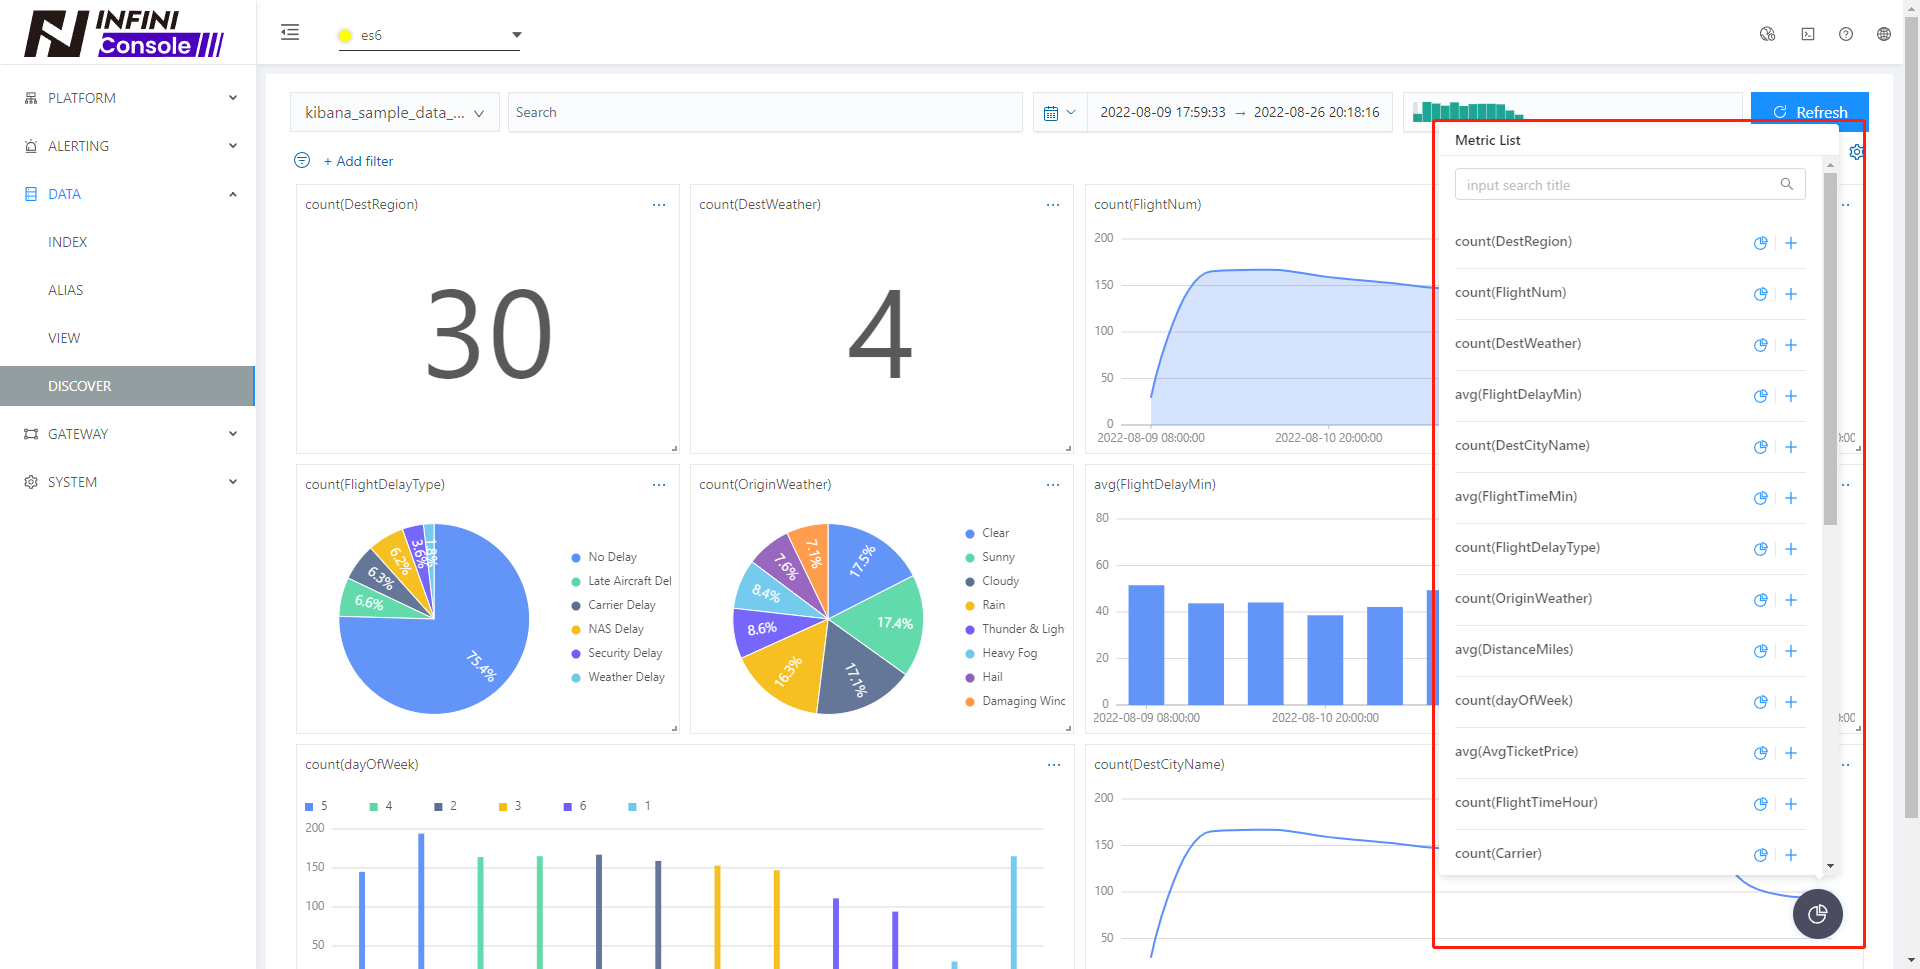 INFINI
Console
es6
PLATFORM
ALERTING
DATA
INDEX
ALIAS
VIEW
DISCOVER
GATEWAY
SYSTEM
kibana_sample_data_...
Search
2022-08-09 17:59:33 → 2022-08-26 20:18:16
Refresh
+ Add filter
count(DestRegion)
30
count(DestWeather)
4
count(FlightNum)
200
150
100
50
0
2022-08-09 08:00:00
2022-08-10 20:00:00
count(FlightDelayType)
75.4%
6.6%
6.3%
6.2%
3.6%
1.8%
No Delay
Late Aircraft Del
Carrier Delay
NAS Delay
Security Delay
Weather Delay
count(OriginWeather)
17.5%
17.4%
17.1%
16.3%
8.6%
8.4%
7.6%
7.1%
Clear
Sunny
Cloudy
Rain
Thunder & Ligh
Heavy Fog
Hail
Damaging Winc
avg(FlightDelayMin)
80
60
40
20
0
2022-08-09 08:00:00
2022-08-10 20:00:00
count(dayOfWeek)
5 4 2 3 6 1
200
150
100
50
count(DestCityName)
200
150
100
50
Metric List
input search title
count(DestRegion)
count(FlightNum)
count(DestWeather)
avg(FlightDelayMin)
count(DestCityName)
avg(FlightTimeMin)
count(FlightDelayType)
count(OriginWeather)
avg(DistanceMiles)
count(dayOfWeek)
avg(AvgTicketPrice)
count(FlightTimeHour)
count(Carrier)